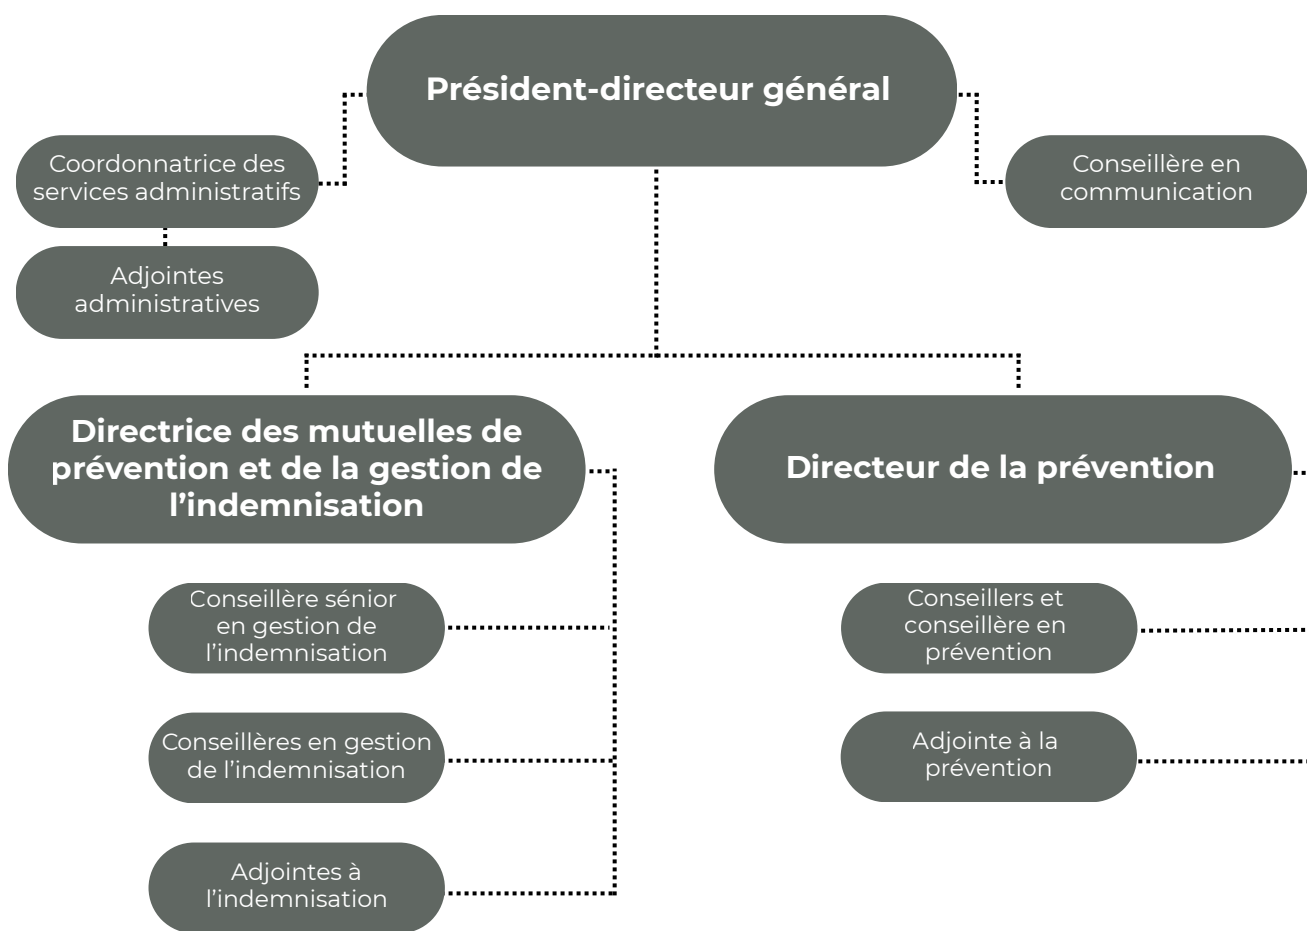 Président-directeur général
Coordonnatrice des
services administratifs
Conseillère en
communication
Adjointes
administratives
Directrice des mutuelles de
prévention et de la gestion de
l’indemnisation
Directeur de la prévention
Conseillère sénior
en gestion de
l’indemnisation
Conseillers et
conseillère en
prévention
Conseillères en gestion
de l’indemnisation
Adjointe à la
prévention
Adjointes à
l’indemnisation